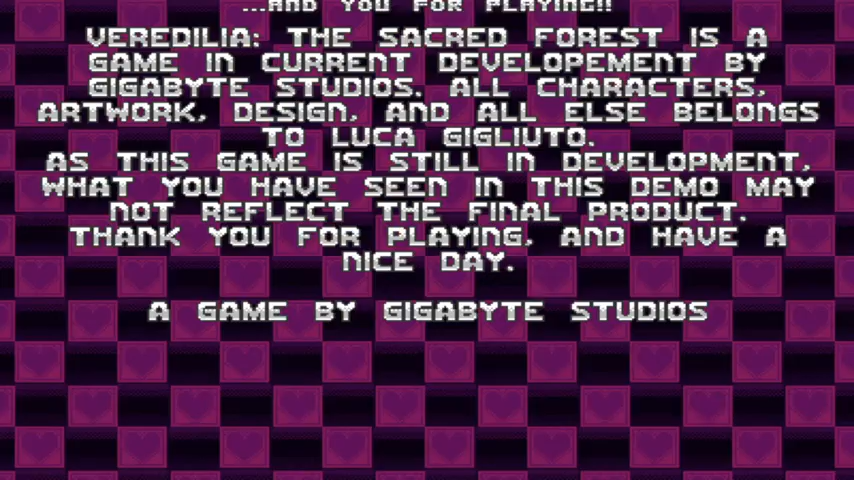 ...AND YOU FOR PLAYING!!
VEREDILIA: THE SACRED FOREST IS A
GAME IN CURRENT DEVELOPEMENT BY
GIGABYTE STUDIOS. ALL CHARACTERS,
ARTWORK, DESIGN, AND ALL ELSE BELONGS
TO LUCA GIGLIUTO.
AS THIS GAME IS STILL IN DEVELOPMENT,
WHAT YOU HAVE SEEN IN THIS DEMO MAY
NOT REFLECT THE FINAL PRODUCT.
THANK YOU FOR PLAYING, AND HAVE A
NICE DAY.
A GAME BY GIGABYTE STUDIOS